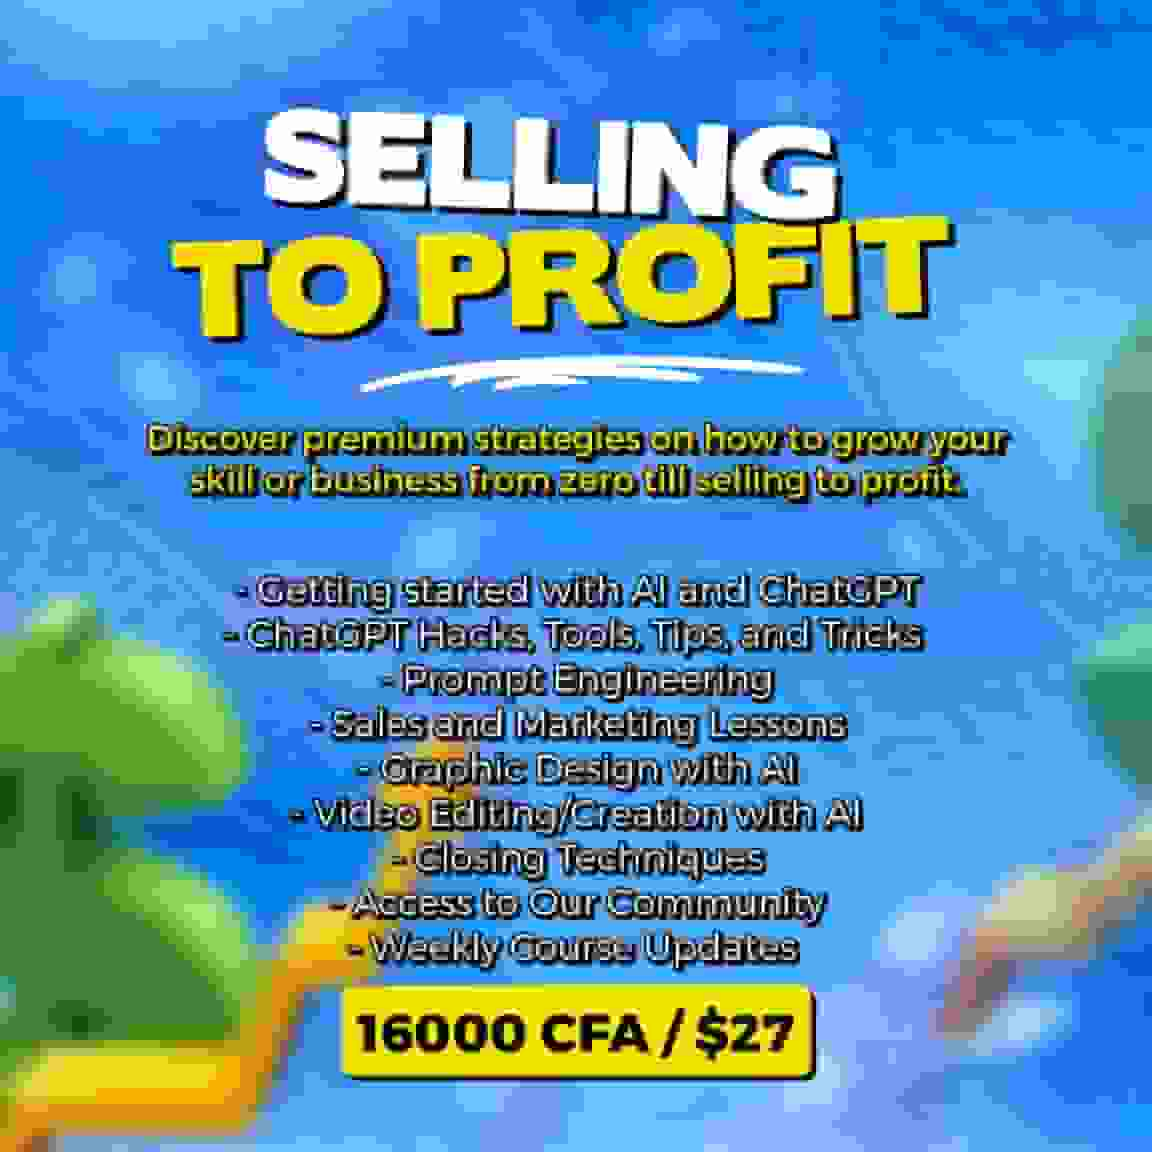 SELLING
TO PROFIT
Discover premium strategies on how to grow your
skill or business from zero till selling to profit.
- Getting started with AI and ChatGPT
- ChatGPT Hacks, Tools, Tips, and Tricks
- Prompt Engineering
- Sales and Marketing Lessons
- Graphic Design with AI
- Video Editing/Creation with AI
- Closing Techniques
- Access to Our Community
- Weekly Course Updates
16000 CFA / $27